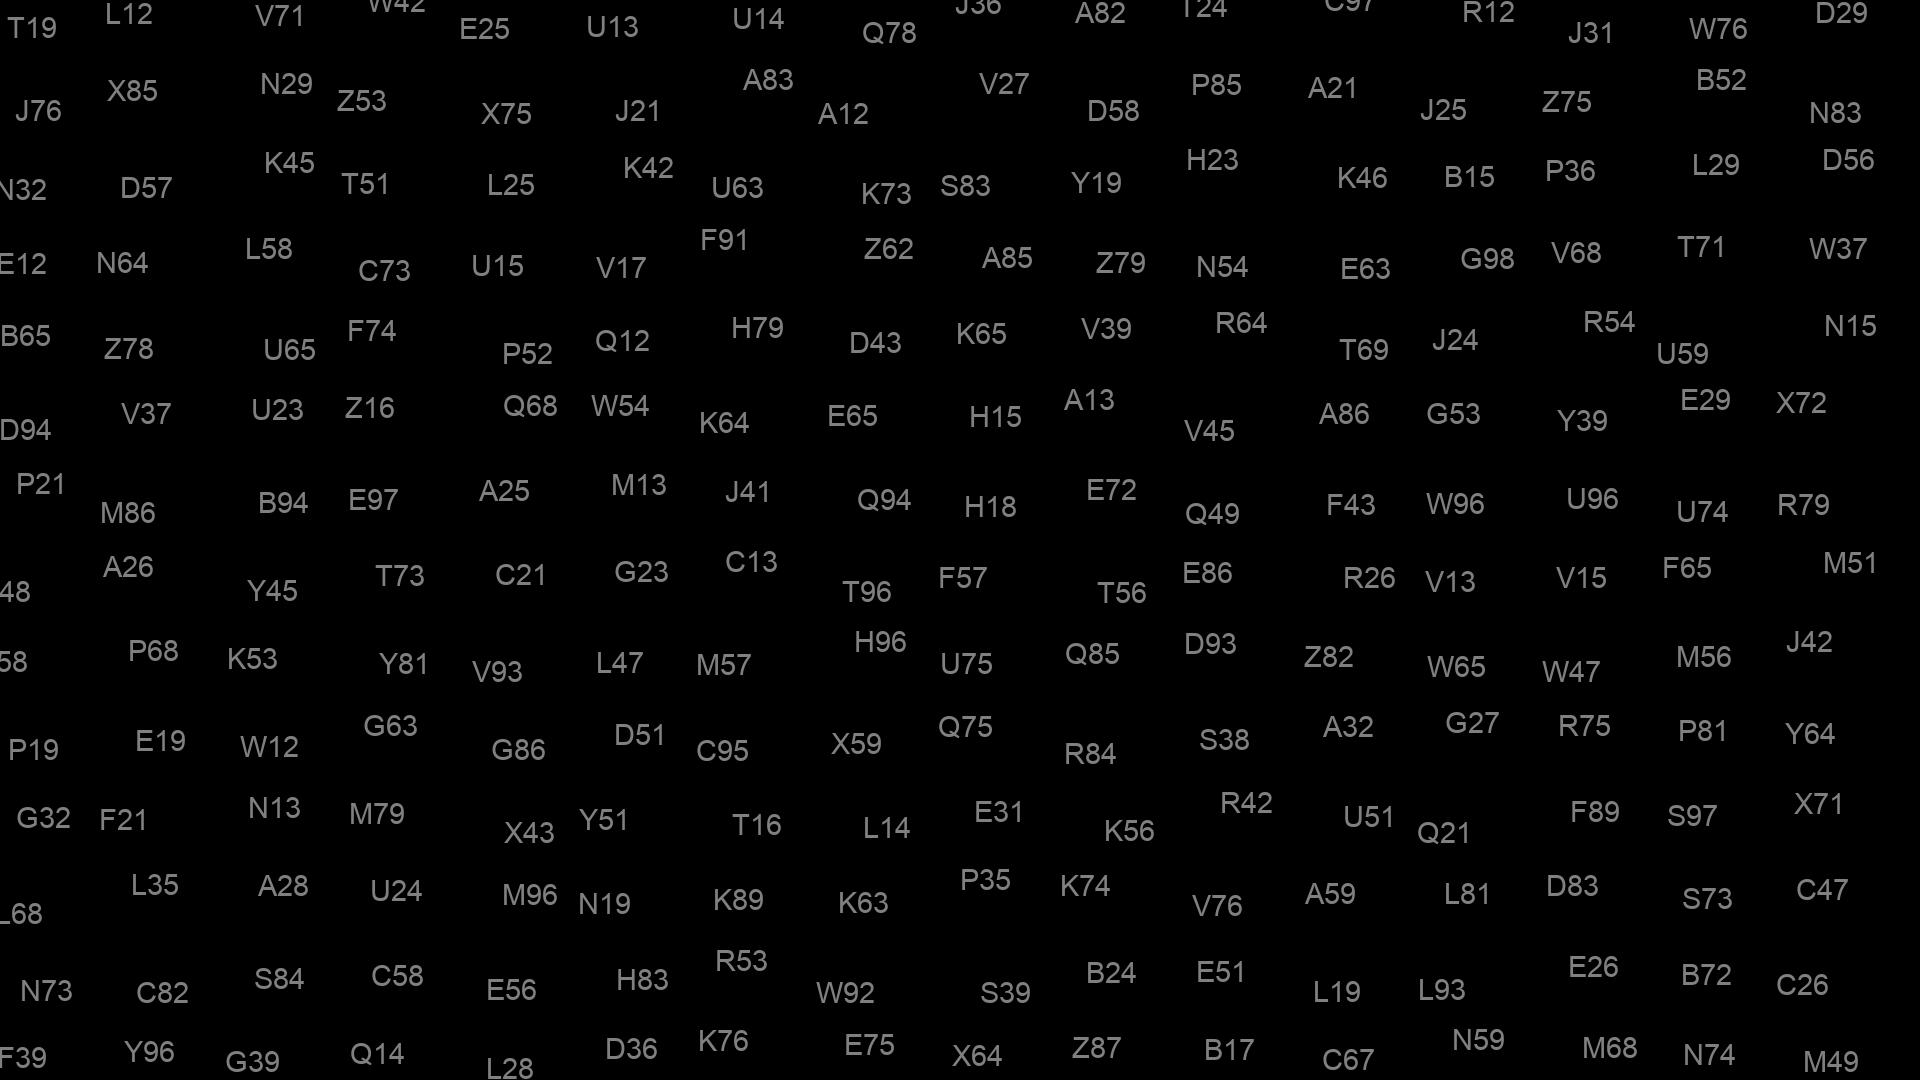 T19 L12 V71 W42 E25 U13 U14 Q78 J36 A82 T24 C97 R12 J31 W76 D29
J76 X85 N29 Z53 X75 J21 A83 A12 V27 D58 P85 A21 J25 Z75 B52 N83
N32 D57 K45 T51 L25 K42 U63 K73 S83 Y19 H23 K46 B15 P36 L29 D56
E12 N64 L58 C73 U15 V17 F91 Z62 A85 Z79 N54 E63 G98 V68 T71 W37
B65 Z78 U65 F74 P52 Q12 H79 D43 K65 V39 R64 T69 J24 R54 U59 N15
D94 V37 U23 Z16 Q68 W54 K64 E65 H15 A13 V45 A86 G53 Y39 E29 X72
P21 M86 B94 E97 A25 M13 J41 Q94 H18 E72 Q49 F43 W96 U96 U74 R79
48 A26 Y45 T73 C21 G23 C13 T96 F57 T56 E86 R26 V13 V15 F65 M51
58 P68 K53 Y81 V93 L47 M57 H96 U75 Q85 D93 Z82 W65 W47 M56 J42
P19 E19 W12 G63 G86 D51 C95 X59 Q75 R84 S38 A32 G27 R75 P81 Y64
G32 F21 N13 M79 X43 Y51 T16 L14 E31 K56 R42 U51 Q21 F89 S97 X71
L68 L35 A28 U24 M96 N19 K89 K63 P35 K74 V76 A59 L81 D83 S73 C47
N73 C82 S84 C58 E56 H83 R53 W92 S39 B24 E51 L19 L93 E26 B72 C26
F39 Y96 G39 Q14 L28 D36 K76 E75 X64 Z87 B17 C67 N59 M68 N74 M49